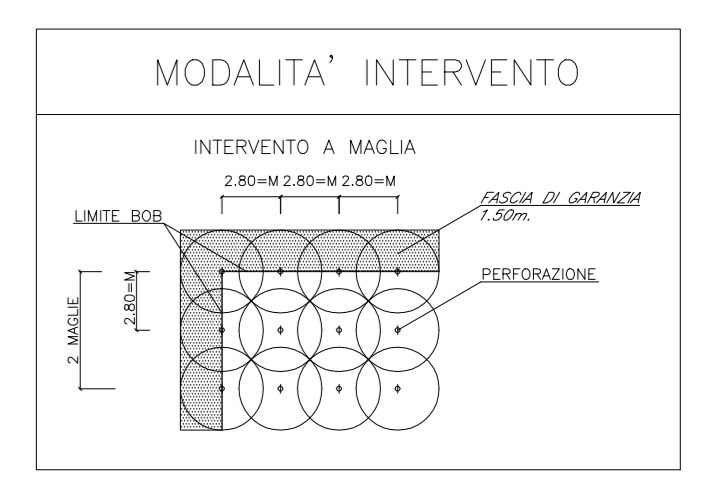 MODALITA' INTERVENTO
INTERVENTO A MAGLIA
2.80=M 2.80=M 2.80=M
FASCIA DI GARANZIA
1.50m.
LIMITE BOB
PERFORAZIONE
2 MAGLIE
2.80=M